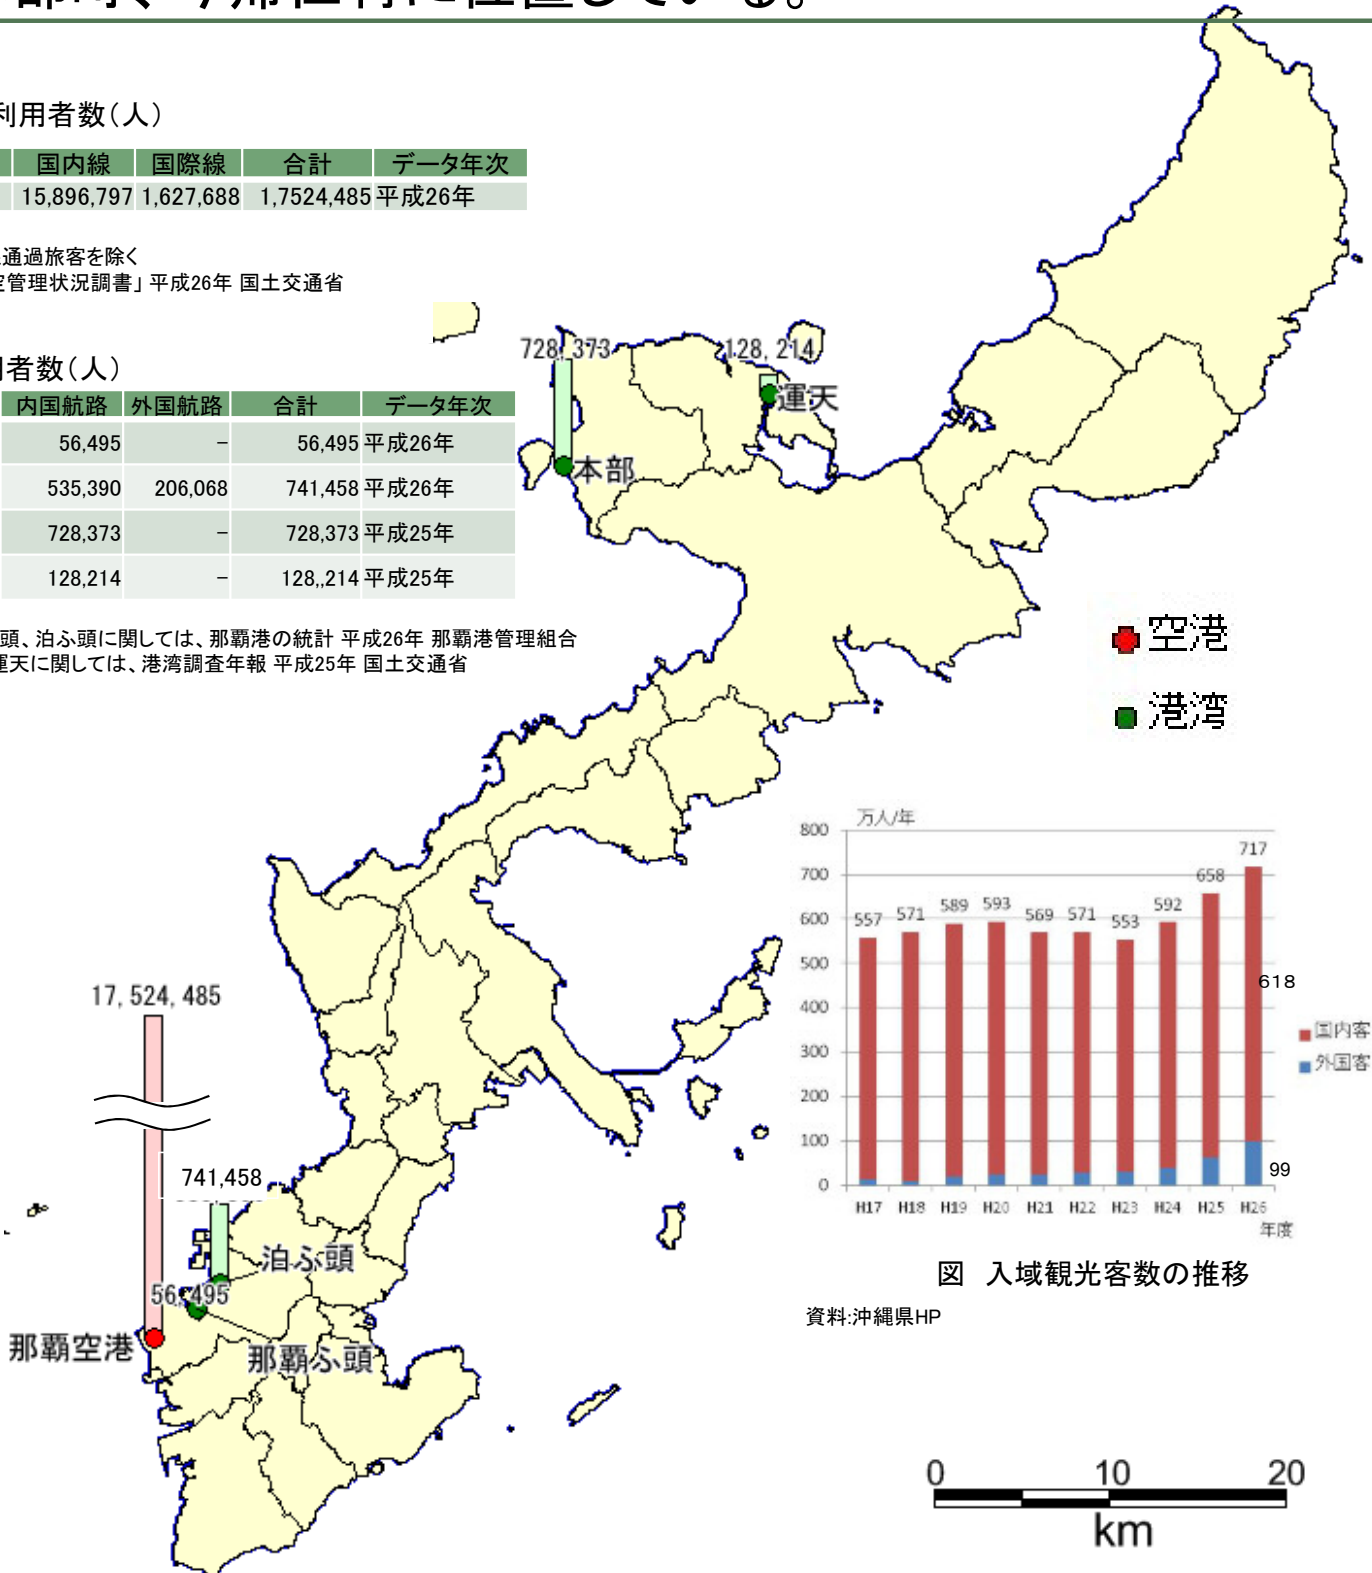 部町、今帰仁村に位置している。
利用者数（人）
国内線 国際線 合計 データ年次
15,896,797 1,627,688 1,7524,485 平成26年
通過旅客を除く
管理状況調書」 平成26年 国土交通省
者数（人）
内国航路 外国航路 合計 データ年次
56,495 － 56,495 平成26年
535,390 206,068 741,458 平成26年
728,373 － 728,373 平成25年
128,214 － 128,,214 平成25年
頭、泊ふ頭に関しては、那覇港の統計 平成26年 那覇港管理組合
運天に関しては、港湾調査年報 平成25年 国土交通省
728, 373
128, 214
運天
本部
空港
港湾
17, 524, 485
741,458
泊ふ頭
56, 495
那覇空港
那覇ふ頭
万人/年
800
700
600
500
400
300
200
100
0
557 571 589 593 569 571 553 592 658 717
618
99
国内客
外国客
H17 H18 H19 H20 H21 H22 H23 H24 H25 H26
年度
図 入域観光客数の推移
資料:沖縄県HP
0 10 20
km